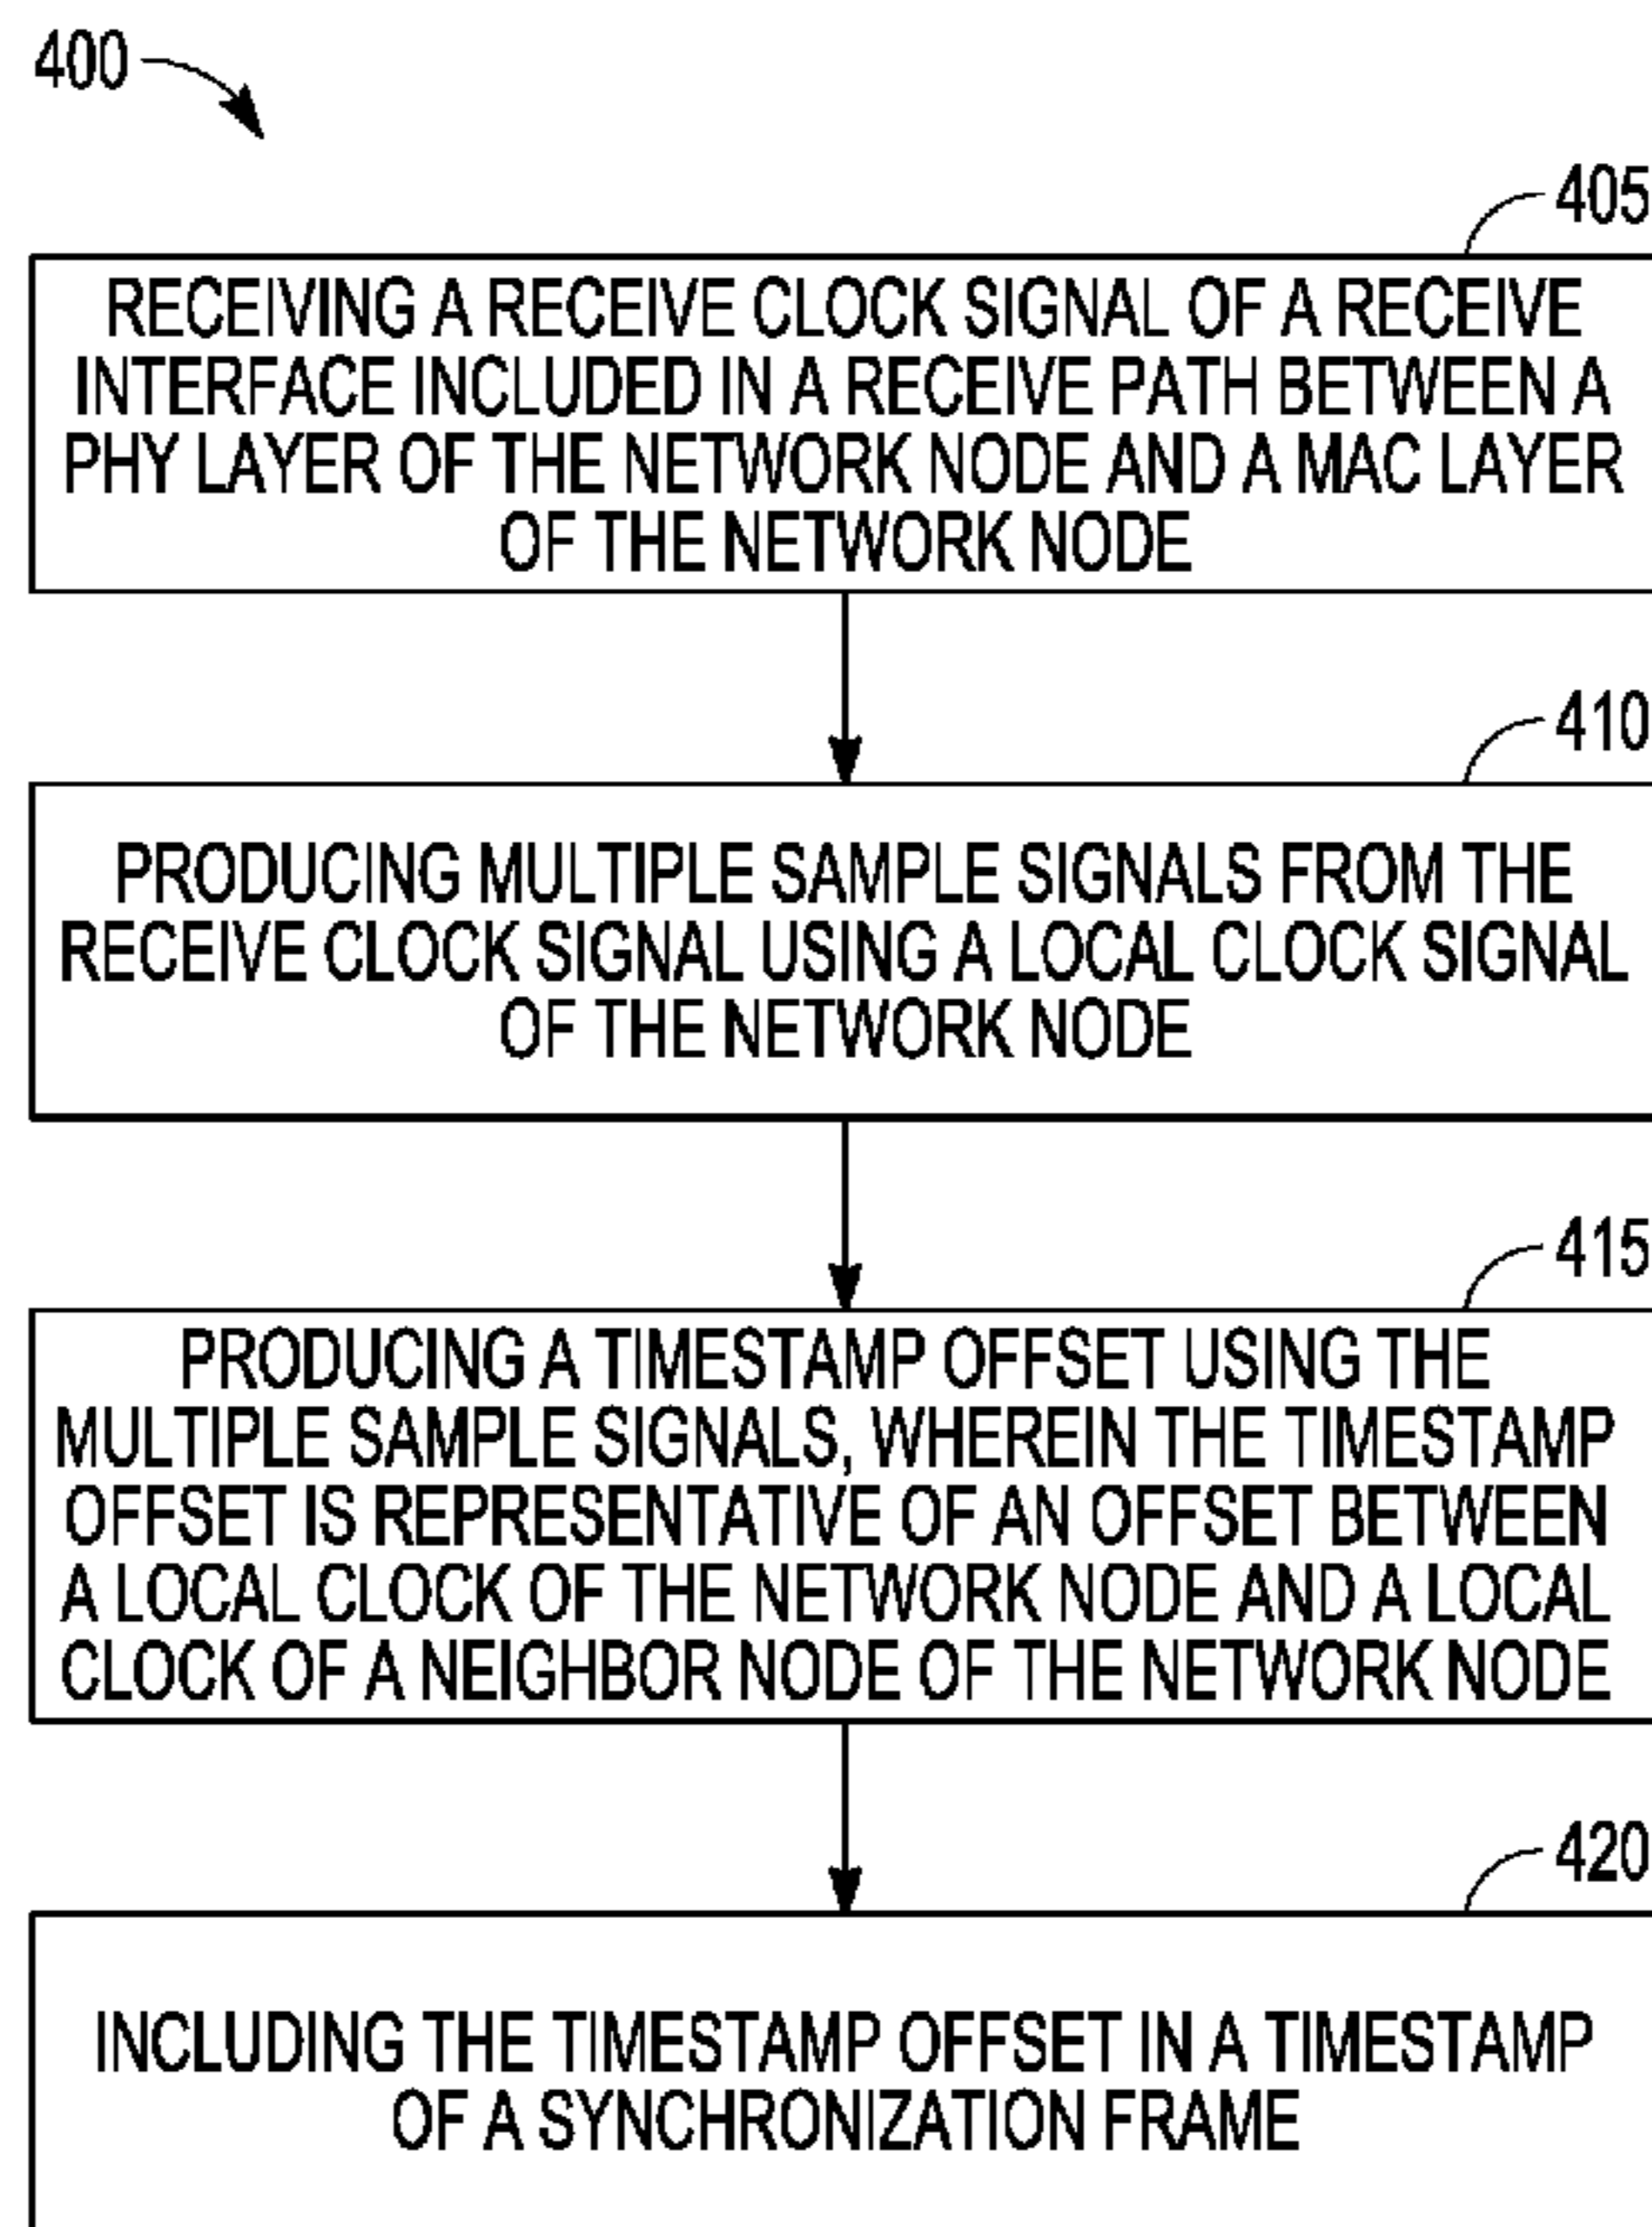 400
405
RECEIVING A RECEIVE CLOCK SIGNAL OF A RECEIVE
INTERFACE INCLUDED IN A RECEIVE PATH BETWEEN A
PHY LAYER OF THE NETWORK NODE AND A MAC LAYER
OF THE NETWORK NODE
410
PRODUCING MULTIPLE SAMPLE SIGNALS FROM THE
RECEIVE CLOCK SIGNAL USING A LOCAL CLOCK SIGNAL
OF THE NETWORK NODE
415
PRODUCING A TIMESTAMP OFFSET USING THE
MULTIPLE SAMPLE SIGNALS, WHEREIN THE TIMESTAMP
OFFSET IS REPRESENTATIVE OF AN OFFSET BETWEEN
A LOCAL CLOCK OF THE NETWORK NODE AND A LOCAL
CLOCK OF A NEIGHBOR NODE OF THE NETWORK NODE
420
INCLUDING THE TIMESTAMP OFFSET IN A TIMESTAMP
OF A SYNCHRONIZATION FRAME